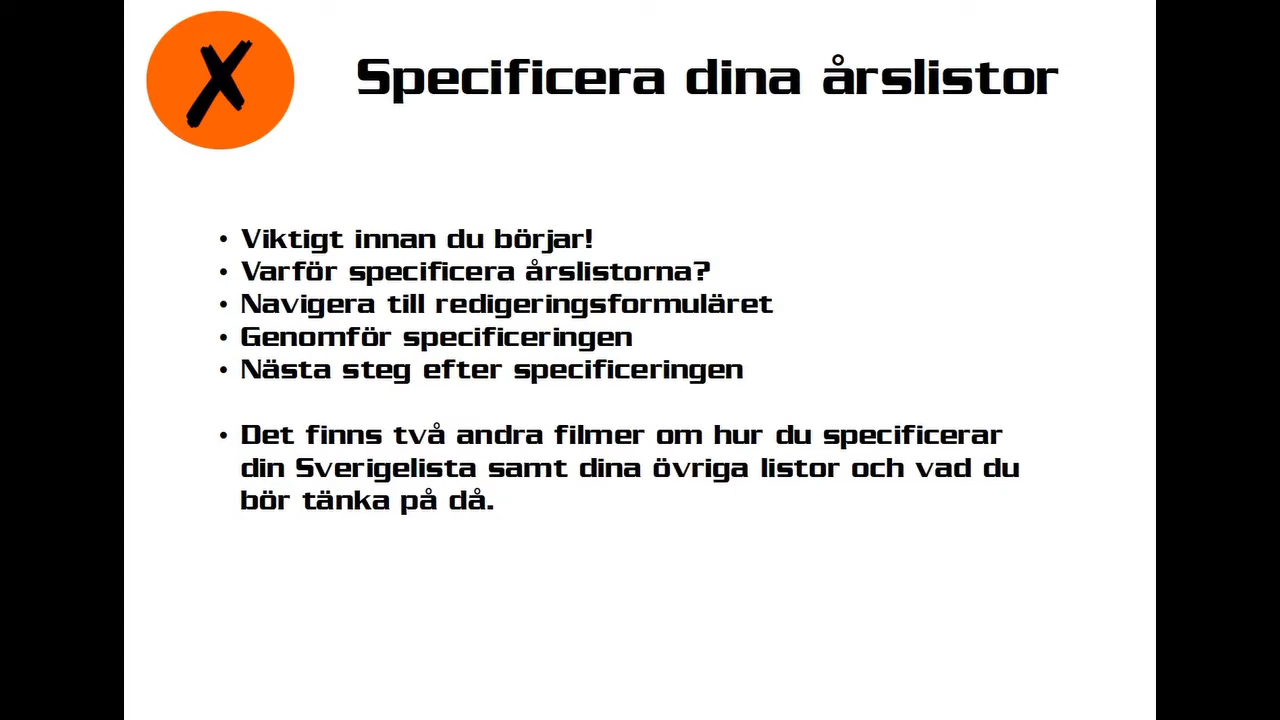 Specificera dina årslistor
• Viktigt innan du börjar!
• Varför specificera årslistorna?
• Navigera till redigeringsformuläret
• Genomför specificeringen
• Nästa steg efter specificeringen
• Det finns två andra filmer om hur du specificerar
din Sverigelista samt dina övriga listor och vad du
bör tänka på då.